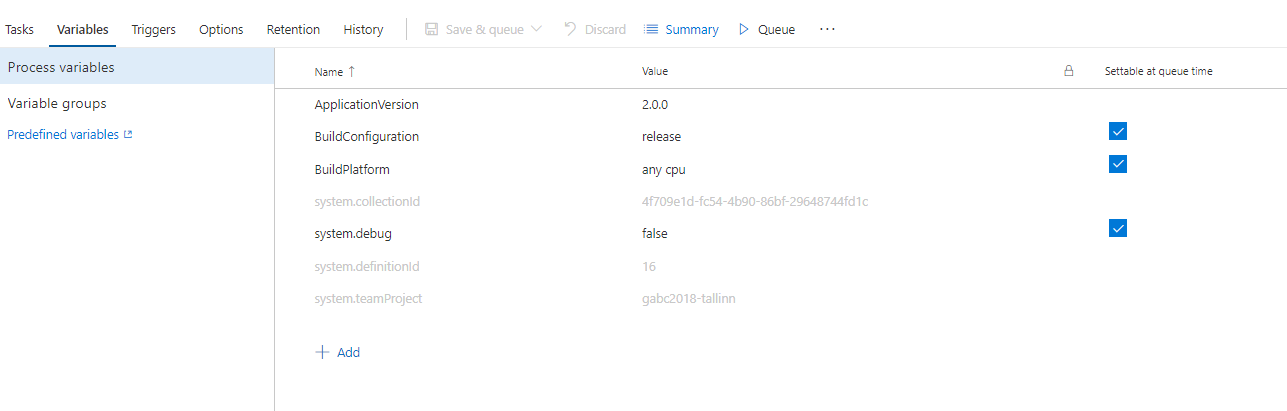 Tasks Variables Triggers Options Retention History Save & queue Discard Summary Queue ...
Process variables
Variable groups
Predefined variables
Name ↑ Value Settable at queue time
ApplicationVersion 2.0.0
BuildConfiguration release
BuildPlatform any cpu
system.collectionId 4f709e1d-fc54-4b90-86bf-29648744fd1c
system.debug false
system.definitionId 16
system.teamProject gabc2018-tallinn
+ Add